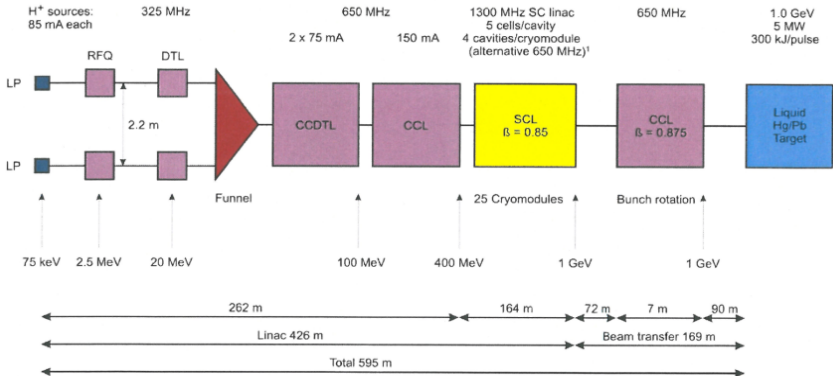 H⁺ sources:
85 mA each
325 MHz
650 MHz
1300 MHz SC linac
5 cells/cavity
4 cavities/cryomodule
(alternative 650 MHz)¹
650 MHz
1.0 GeV
5 MW
300 kJ/pulse
2 x 75 mA
150 mA
RFQ
DTL
LP
2.2 m
CCDTL
CCL
SCL
ß = 0.85
CCL
ß = 0.875
Liquid
Hg/Pb
Target
LP
Funnel
25 Cryomodules
Bunch rotation
75 keV
2.5 MeV
20 MeV
100 MeV
400 MeV
1 GeV
1 GeV
262 m
164 m
72 m
7 m
90 m
Linac 426 m
Beam transfer 169 m
Total 595 m